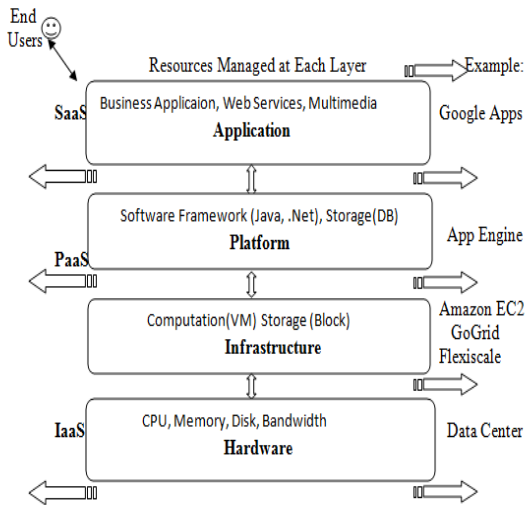 End
Users
Resources Managed at Each Layer
Example:
SaaS
Business Applicaion, Web Services, Multimedia
Application
Google Apps
Software Framework (Java, .Net), Storage(DB)
Platform
App Engine
PaaS
Computation(VM) Storage (Block)
Infrastructure
Amazon EC2
GoGrid
Flexiscale
IaaS
CPU, Memory, Disk, Bandwidth
Hardware
Data Center